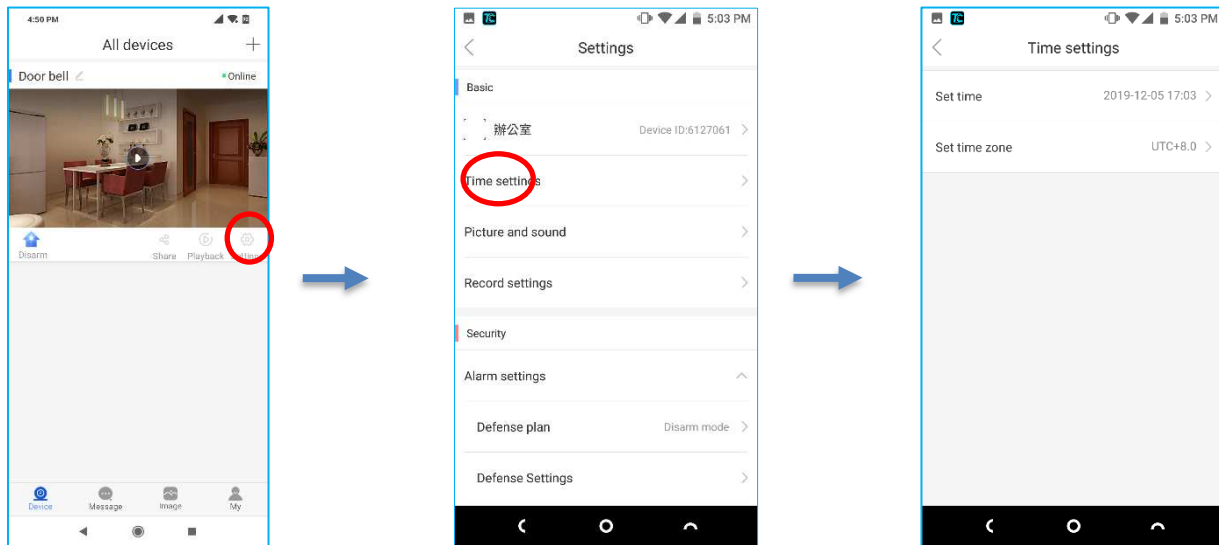 4:50 PM
All devices
Door bell
Online
Disarm
Share
Playback
Settings
Device
Message
Image
My
TC
5:03 PM
Settings
Basic
辦公室
Device ID:6127061
Time settings
Picture and sound
Record settings
Security
Alarm settings
Defense plan
Disarm mode
Defense Settings
TC
5:03 PM
Time settings
Set time
2019-12-05 17:03
Set time zone
UTC+8.0